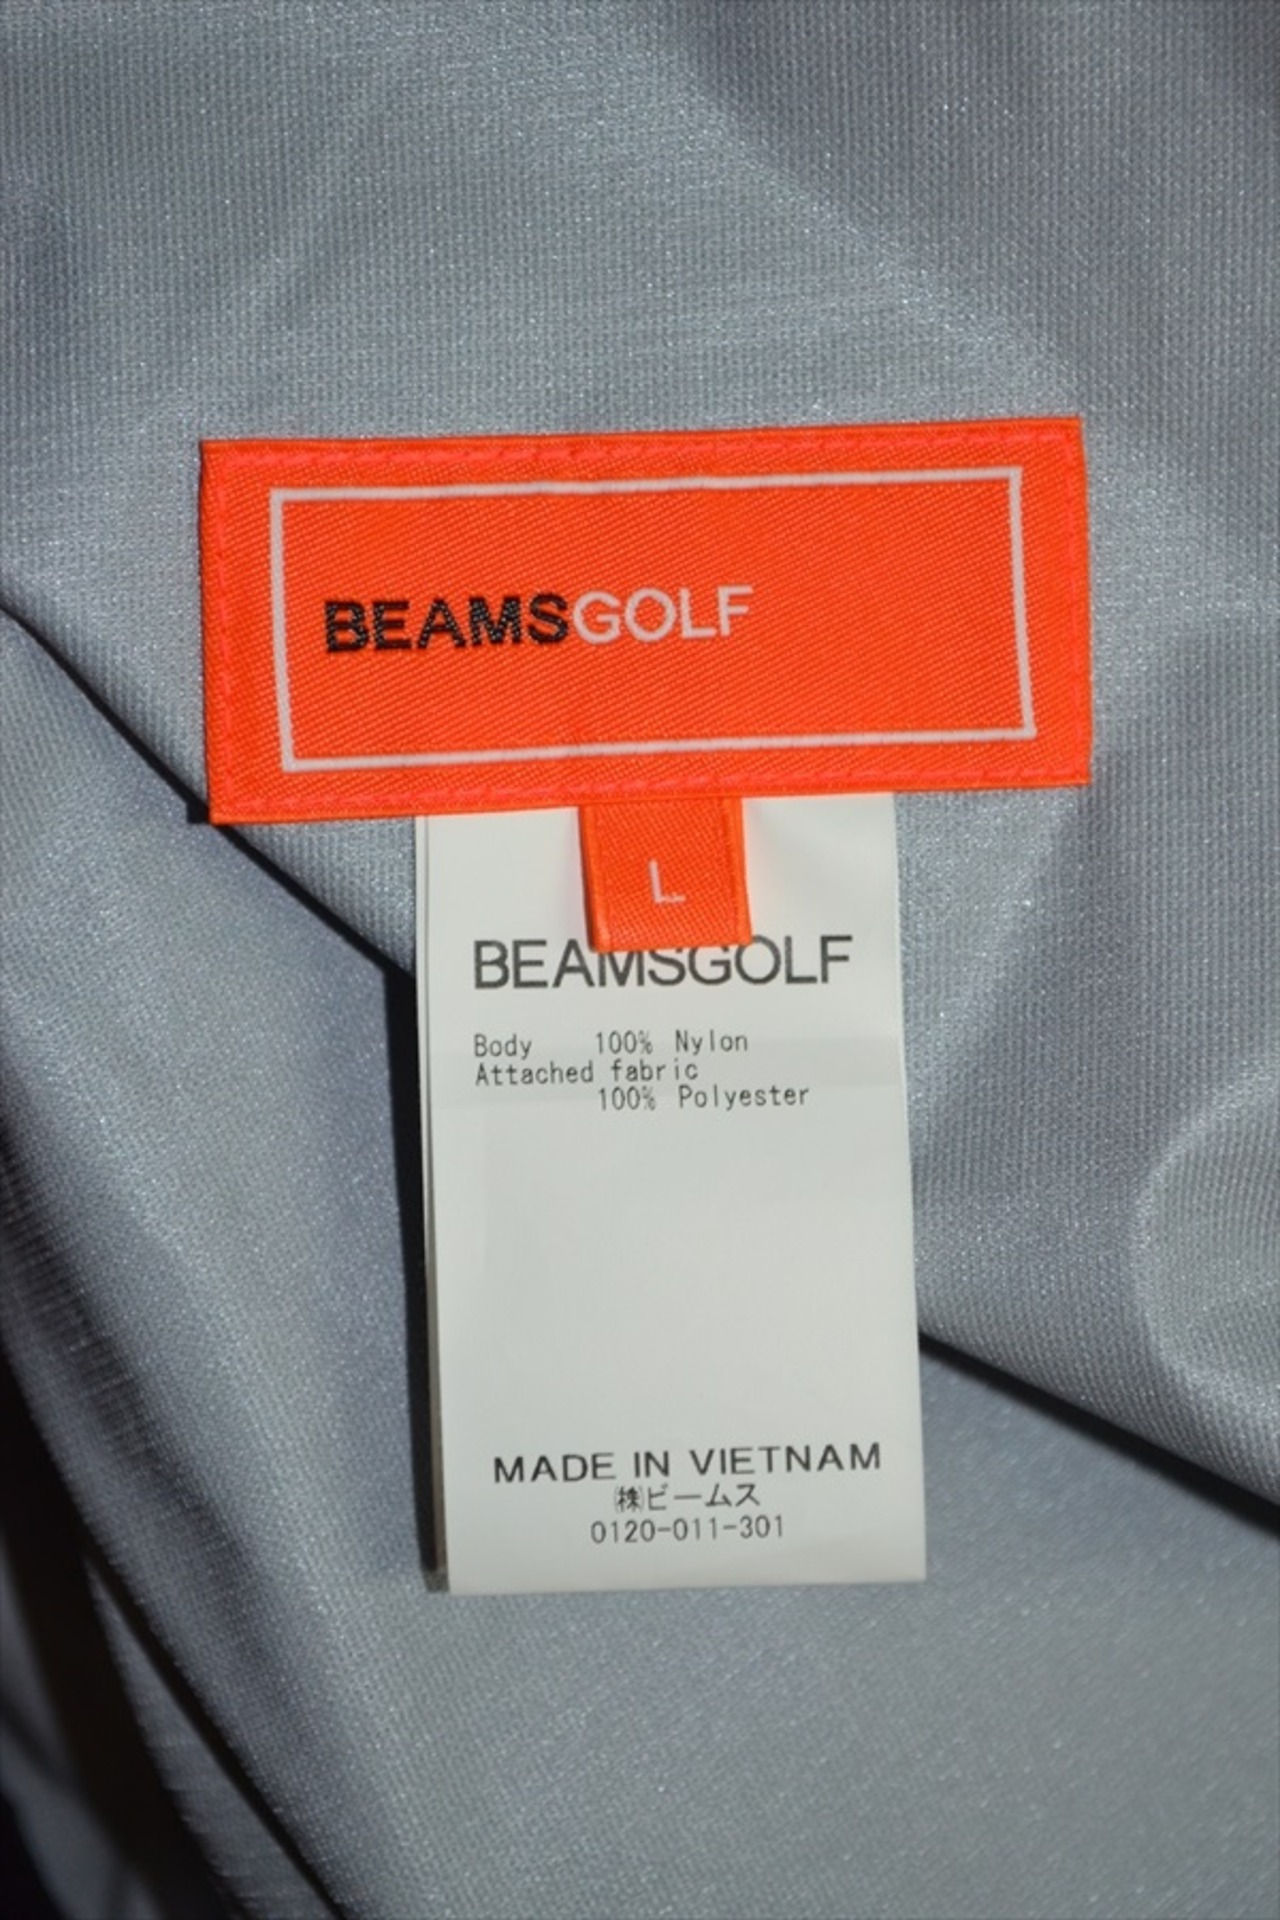 BEAMSGOLF
L
BEAMSGOLF
Body 100% Nylon
Attached fabric
100% Polyester
MADE IN VIETNAM
㈱ビームス
0120-011-301